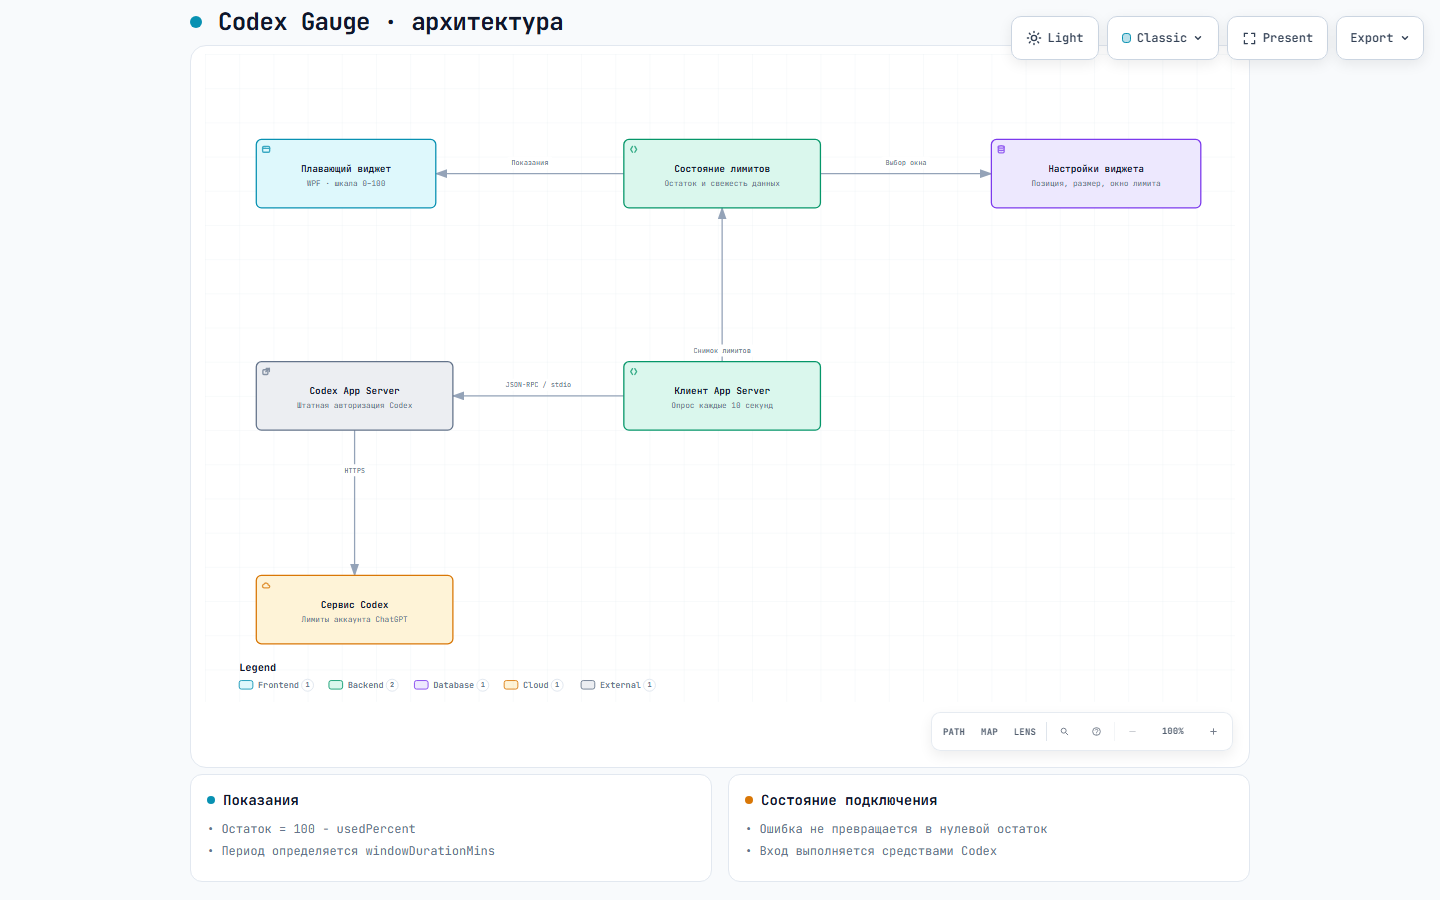 Codex Gauge · архитектура
Light
Classic
Present
Export
Плавающий виджет
WPF · шкала 0–100
Показания
Состояние лимитов
Остаток и свежесть данных
Выбор окна
Настройки виджета
Позиция, размер, окно лимита
Снимок лимитов
Codex App Server
Штатная авторизация Codex
JSON-RPC / stdio
Клиент App Server
Опрос каждые 10 секунд
HTTPS
Сервис Codex
Лимиты аккаунта ChatGPT
Legend
Frontend 1
Backend 2
Database 1
Cloud 1
External 1
PATH MAP LENS − 100% +
Показания
• Остаток = 100 - usedPercent
• Период определяется windowDurationMins
Состояние подключения
• Ошибка не превращается в нулевой остаток
• Вход выполняется средствами Codex